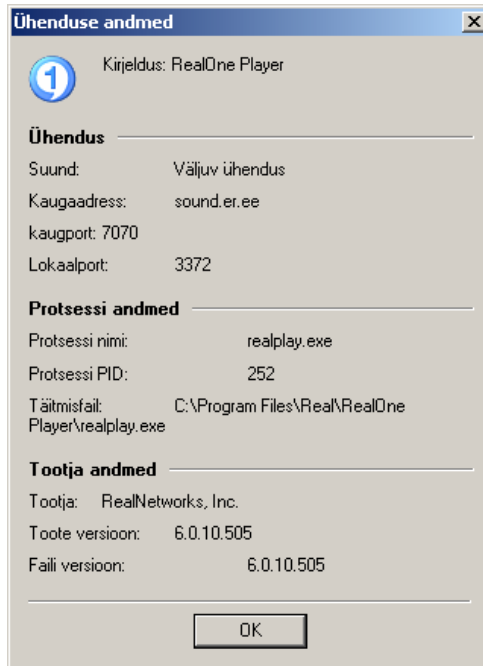 Ühenduse andmed
Kirjeldus: RealOne Player
Ühendus
Suund: Väljuv ühendus
Kaugaadress: sound.er.ee
kaugport: 7070
Lokaalport: 3372
Protsessi andmed
Protsessi nimi: realplay.exe
Protsessi PID: 252
Täitmisfail: C:\Program Files\Real\RealOne
Player\realplay.exe
Tootja andmed
Tootja: RealNetworks, Inc.
Toote versioon: 6.0.10.505
Faili versioon: 6.0.10.505
OK